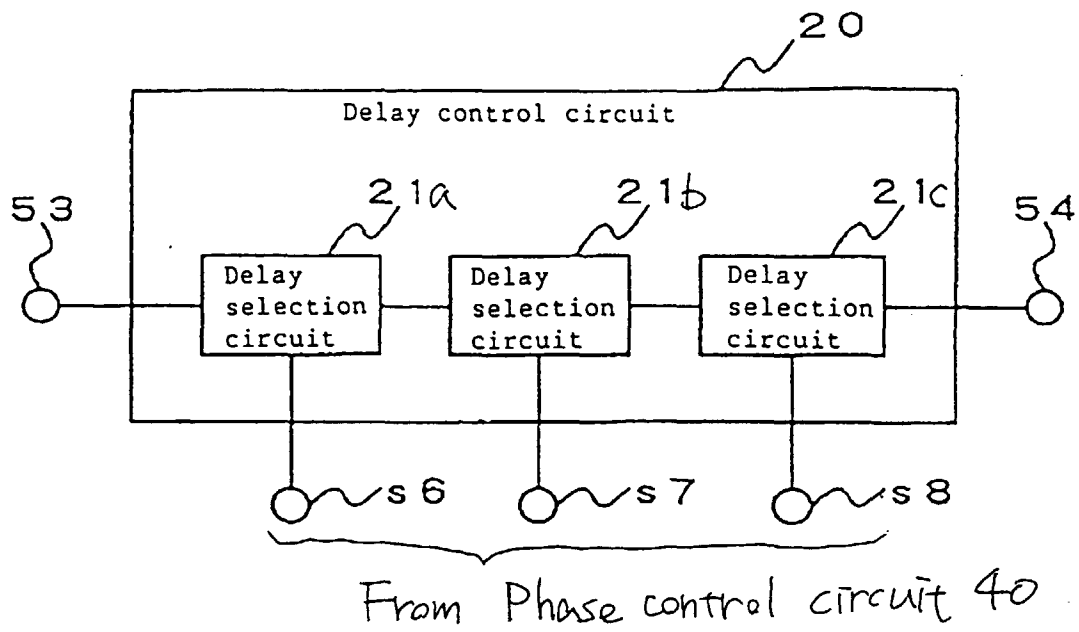 20
Delay control circuit
53
21a
21b
21c
54
Delay
selection
circuit
Delay
selection
circuit
Delay
selection
circuit
s6
s7
s8
From Phase control circuit 40